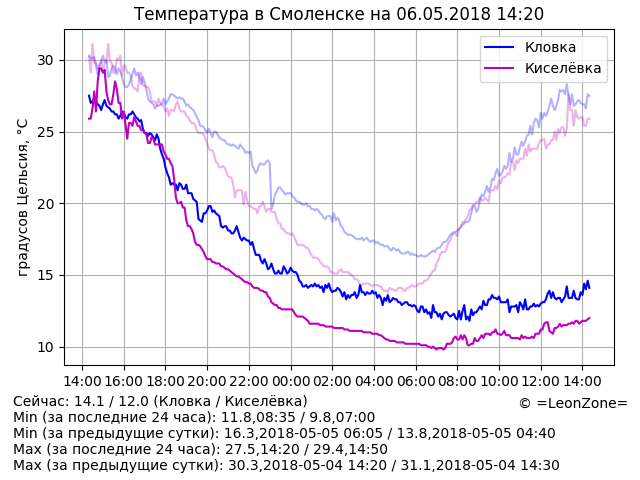 Температура в Смоленске на 06.05.2018 14:20
градусов Цельсия, °C
30
25
20
15
10
Кловка
Киселёвка
14:00 16:00 18:00 20:00 22:00 00:00 02:00 04:00 06:00 08:00 10:00 12:00 14:00
Сейчас: 14.1 / 12.0 (Кловка / Киселёвка)
© =LeonZone=
Min (за последние 24 часа): 11.8,08:35 / 9.8,07:00
Min (за предыдущие сутки): 16.3,2018-05-05 06:05 / 13.8,2018-05-05 04:40
Max (за последние 24 часа): 27.5,14:20 / 29.4,14:50
Max (за предыдущие сутки): 30.3,2018-05-04 14:20 / 31.1,2018-05-04 14:30